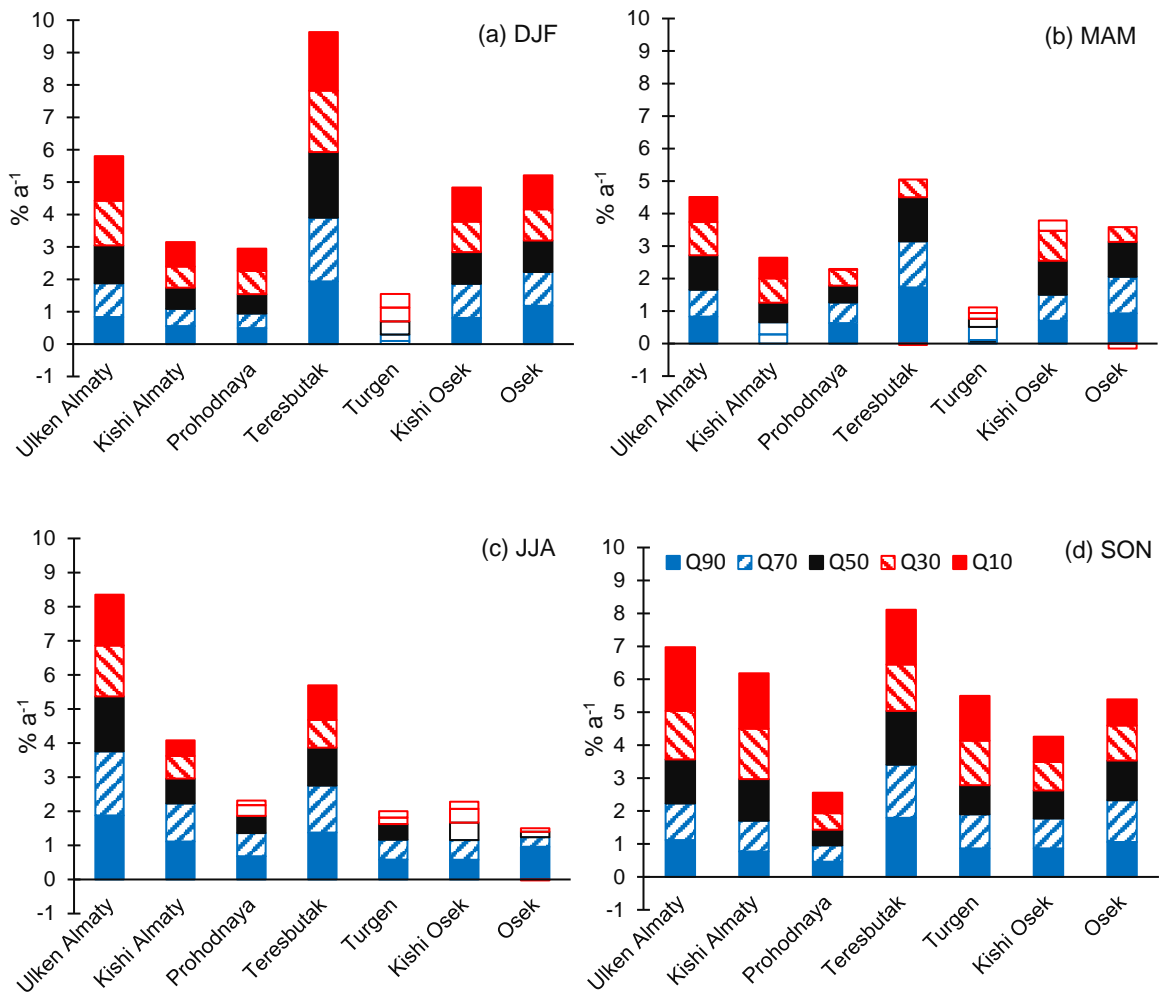 (a) DJF
% a-1
10
9
8
7
6
5
4
3
2
1
0
-1
Ulken Almaty
Kishi Almaty
Prohodnaya
Teresbutak
Turgen
Kishi Osek
Osek
(b) MAM
% a-1
10
9
8
7
6
5
4
3
2
1
0
-1
Ulken Almaty
Kishi Almaty
Prohodnaya
Teresbutak
Turgen
Kishi Osek
Osek
(c) JJA
% a-1
10
9
8
7
6
5
4
3
2
1
0
-1
Ulken Almaty
Kishi Almaty
Prohodnaya
Teresbutak
Turgen
Kishi Osek
Osek
(d) SON
Q90 Q70 Q50 Q30 Q10
% a-1
10
9
8
7
6
5
4
3
2
1
0
-1
Ulken Almaty
Kishi Almaty
Prohodnaya
Teresbutak
Turgen
Kishi Osek
Osek